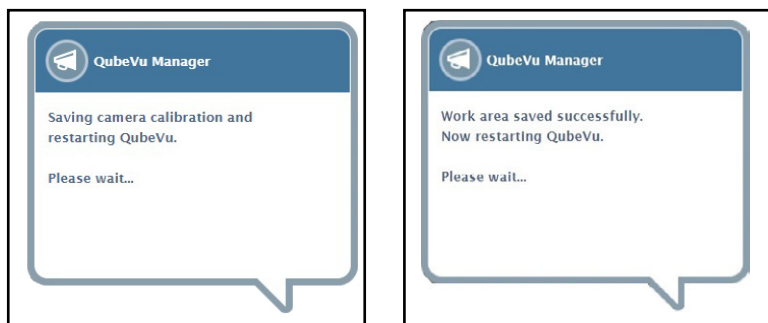 QubeVu Manager
Saving camera calibration and
restarting QubeVu.
Please wait...
QubeVu Manager
Work area saved successfully.
Now restarting QubeVu.
Please wait...